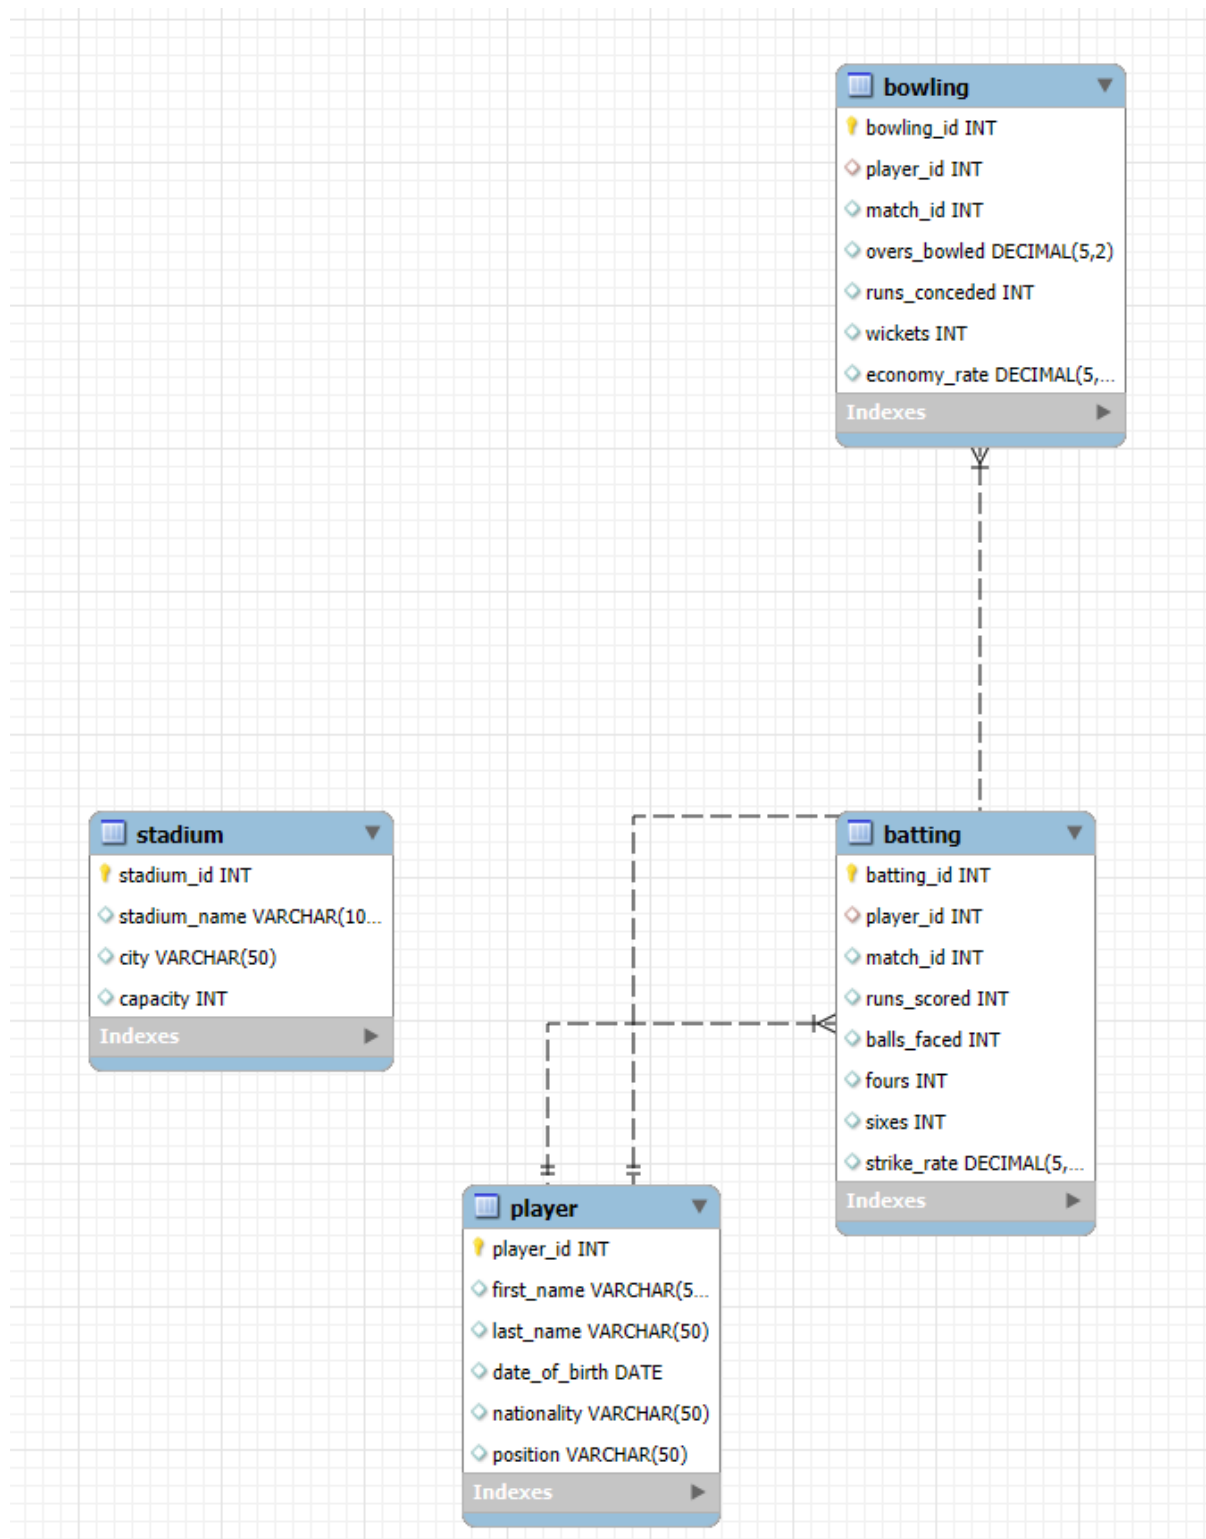 bowling
bowling_id INT
player_id INT
match_id INT
overs_bowled DECIMAL(5,2)
runs_conceded INT
wickets INT
economy_rate DECIMAL(5,...
Indexes
stadium
stadium_id INT
stadium_name VARCHAR(10...
city VARCHAR(50)
capacity INT
Indexes
batting
batting_id INT
player_id INT
match_id INT
runs_scored INT
balls_faced INT
fours INT
sixes INT
strike_rate DECIMAL(5,...
Indexes
player
player_id INT
first_name VARCHAR(5...
last_name VARCHAR(50)
date_of_birth DATE
nationality VARCHAR(50)
position VARCHAR(50)
Indexes